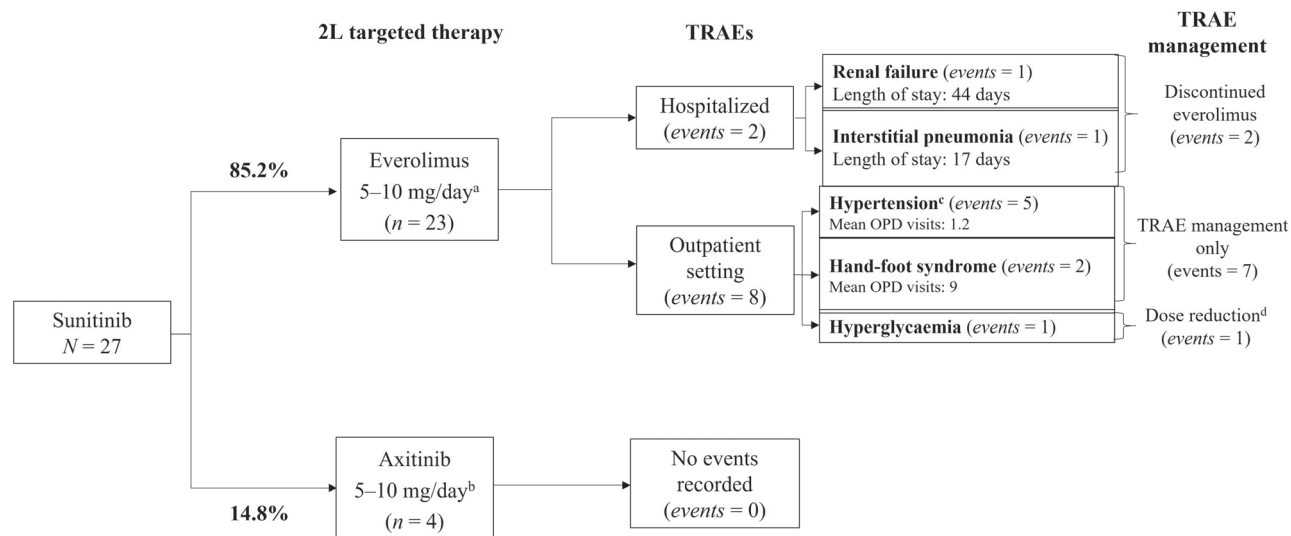 2L targeted therapy
TRAEs
TRAE
management
Sunitinib
N = 27
85.2%
Everolimus
5–10 mg/dayᵃ
(n = 23)
Hospitalized
(events = 2)
Renal failure (events = 1)
Length of stay: 44 days
Interstitial pneumonia (events = 1)
Length of stay: 17 days
Discontinued
everolimus
(events = 2)
Outpatient
setting
(events = 8)
Hypertensionᶜ (events = 5)
Mean OPD visits: 1.2
Hand-foot syndrome (events = 2)
Mean OPD visits: 9
TRAE management
only
(events = 7)
Hyperglycaemia (events = 1)
Dose reductionᵈ
(events = 1)
14.8%
Axitinib
5–10 mg/dayᵇ
(n = 4)
No events
recorded
(events = 0)